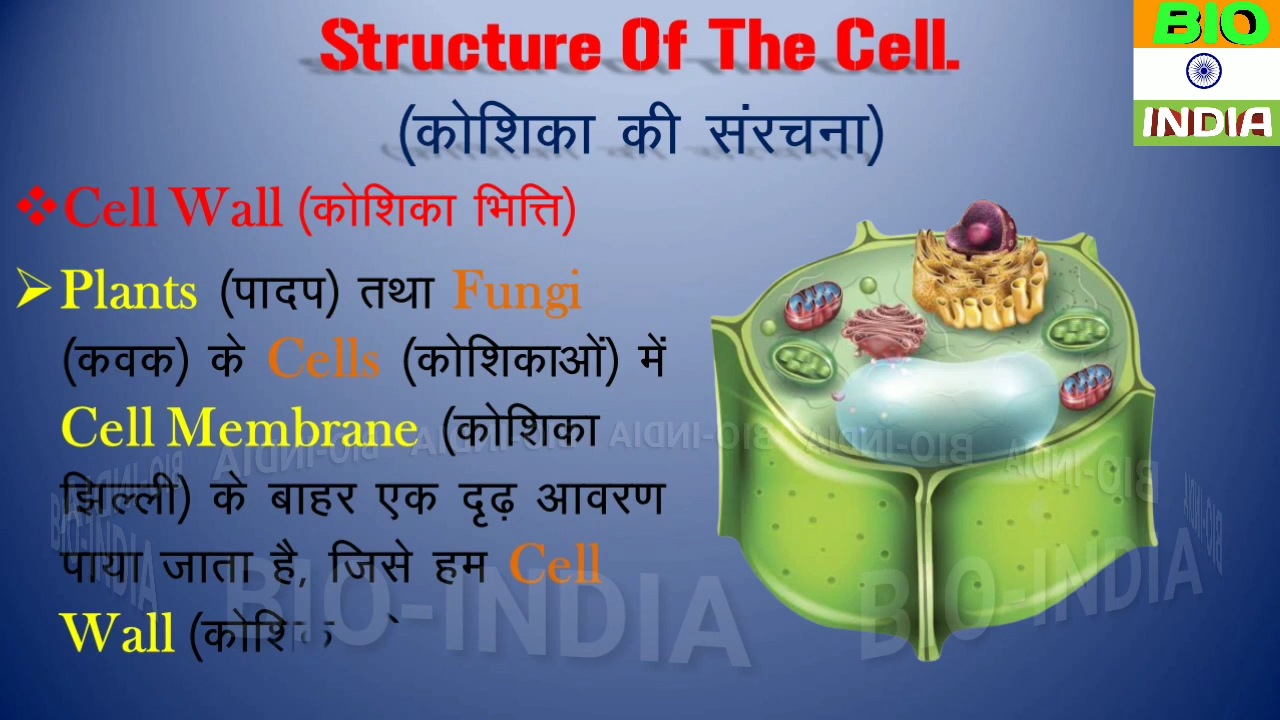 Structure Of The Cell.
(कोशिका की संरचना)
BIO
INDIA
❖Cell Wall (कोशिका भित्ति)
➢Plants (पादप) तथा Fungi
(कवक) के Cells (कोशिकाओं) में
Cell Membrane (कोशिका
झिल्ली) के बाहर एक दृढ़ आवरण
पाया जाता है, जिसे हम Cell
Wall
BIO-INDIA
BIO-INDIA